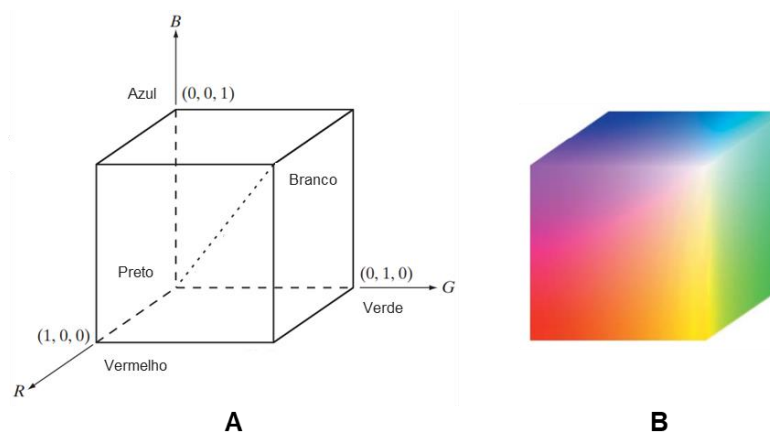 B
Azul (0, 0, 1)
Branco
Preto
(0, 1, 0)
G
Verde
(1, 0, 0)
Vermelho
R
A B